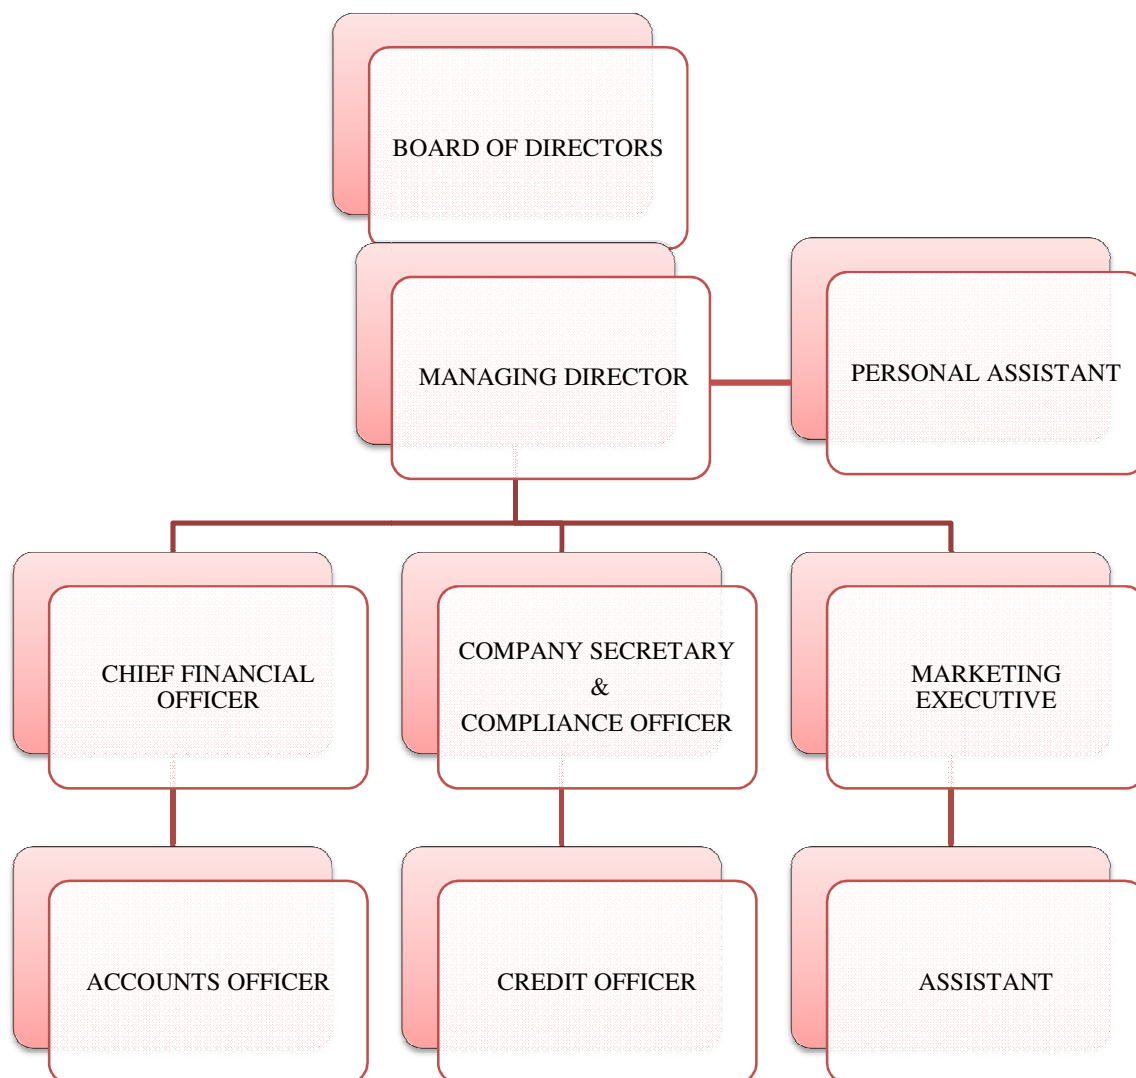 BOARD OF DIRECTORS
MANAGING DIRECTOR
PERSONAL ASSISTANT
CHIEF FINANCIAL
OFFICER
COMPANY SECRETARY
&
COMPLIANCE OFFICER
MARKETING
EXECUTIVE
ACCOUNTS OFFICER
CREDIT OFFICER
ASSISTANT